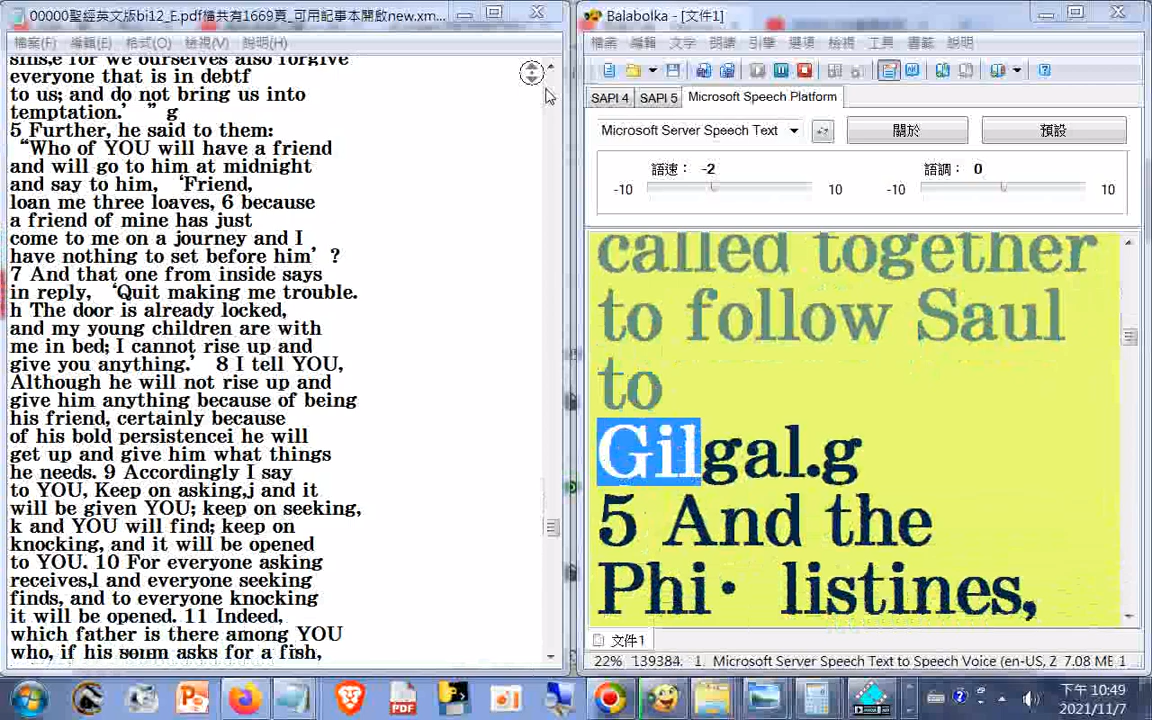 00000聖經英文版bi12_E.pdf檔共有1669頁_可用記事本開啟new.xm...
檔案(F) 編輯(E) 格式(O) 檢視(V) 說明(H)
sins,e for we ourselves also forgive
everyone that is in debtf
to us; and do not bring us into
temptation.’ ”g
5 Further, he said to them:
“Who of YOU will have a friend
and will go to him at midnight
and say to him, ‘Friend,
loan me three loaves, 6 because
a friend of mine has just
come to me on a journey and I
have nothing to set before him’ ?
7 And that one from inside says
in reply, ‘Quit making me trouble.
h The door is already locked,
and my young children are with
me in bed; I cannot rise up and
give you anything.’ 8 I tell YOU,
Although he will not rise up and
give him anything because of being
his friend, certainly because
of his bold persistencei he will
get up and give him what things
he needs. 9 Accordingly I say
to YOU, Keep on asking,j and it
will be given YOU; keep on seeking,
k and YOU will find; keep on
knocking, and it will be opened
to YOU. 10 For everyone asking
receives,l and everyone seeking
finds, and to everyone knocking
it will be opened. 11 Indeed,
which father is there among YOU
who, if his sonm asks for a fish,
Balabolka - [文件1]
檔案 編輯 文字 朗讀 引擎 選項 檢視 工具 書籤 說明
SAPI 4 SAPI 5 Microsoft Speech Platform
Microsoft Server Speech Text 關於 預設
語速： -2 語調： 0
-10 10 -10 10
called together
to follow Saul
to
Gilgal.g
5 And the
Phi· listines,
文件1
22% 139384: 1. Microsoft Server Speech Text to Speech Voice (en-US, 2 7.08 ME 1
下午 10:49
2021/11/7